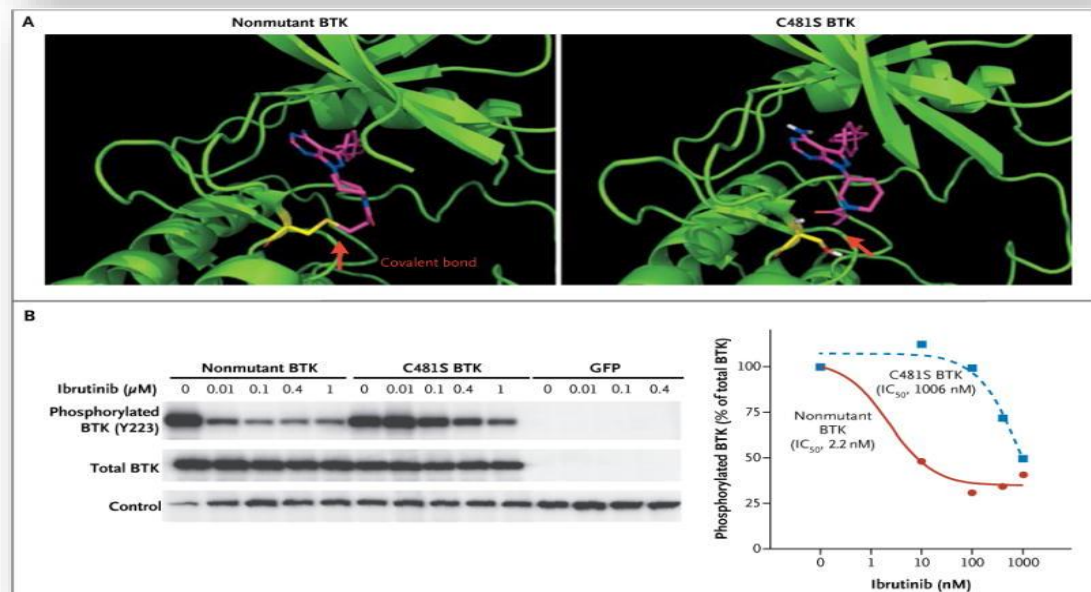 A
Nonmutant BTK
C481S BTK
Covalent bond
B
Nonmutant BTK
C481S BTK
GFP
Ibrutinib (µM) 0 0.01 0.1 0.4 1 0 0.01 0.1 0.4 1 0 0.01 0.1 0.4
Phosphorylated
BTK (Y223)
Total BTK
Control
Phosphorylated BTK (% of total BTK)
100
75
50
25
0
C481S BTK
(IC50, 1006 nM)
Nonmutant
BTK
(IC50, 2.2 nM)
0 1 10 100 1000
Ibrutinib (nM)